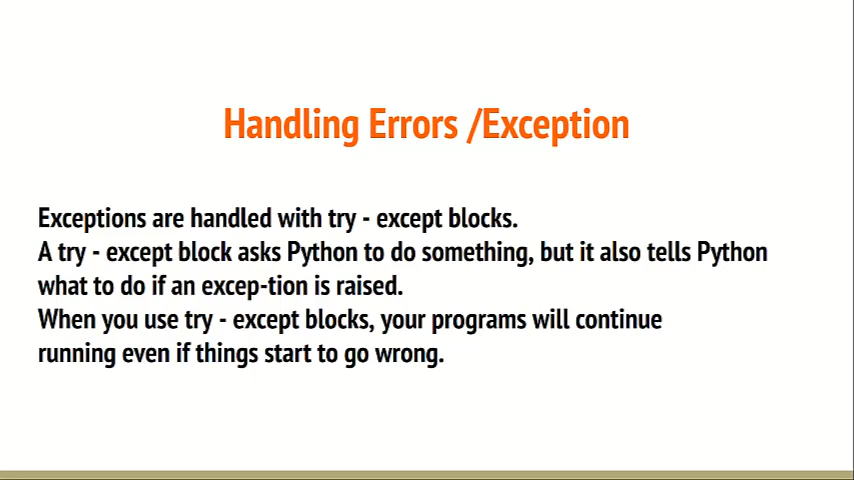 Handling Errors /Exception
Exceptions are handled with try - except blocks.
A try - except block asks Python to do something, but it also tells Python
what to do if an excep-tion is raised.
When you use try - except blocks, your programs will continue
running even if things start to go wrong.